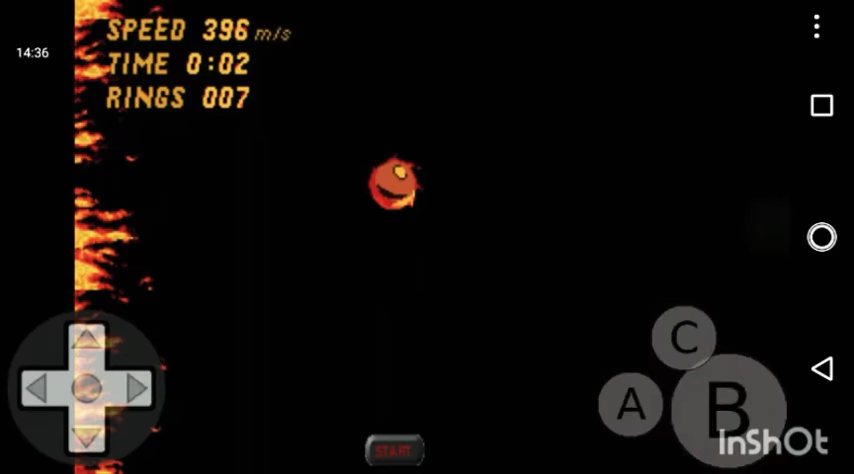 SPEED 396 m/s
14:36
TIME 0:02
RINGS 007
C
A
B
START
InShOt